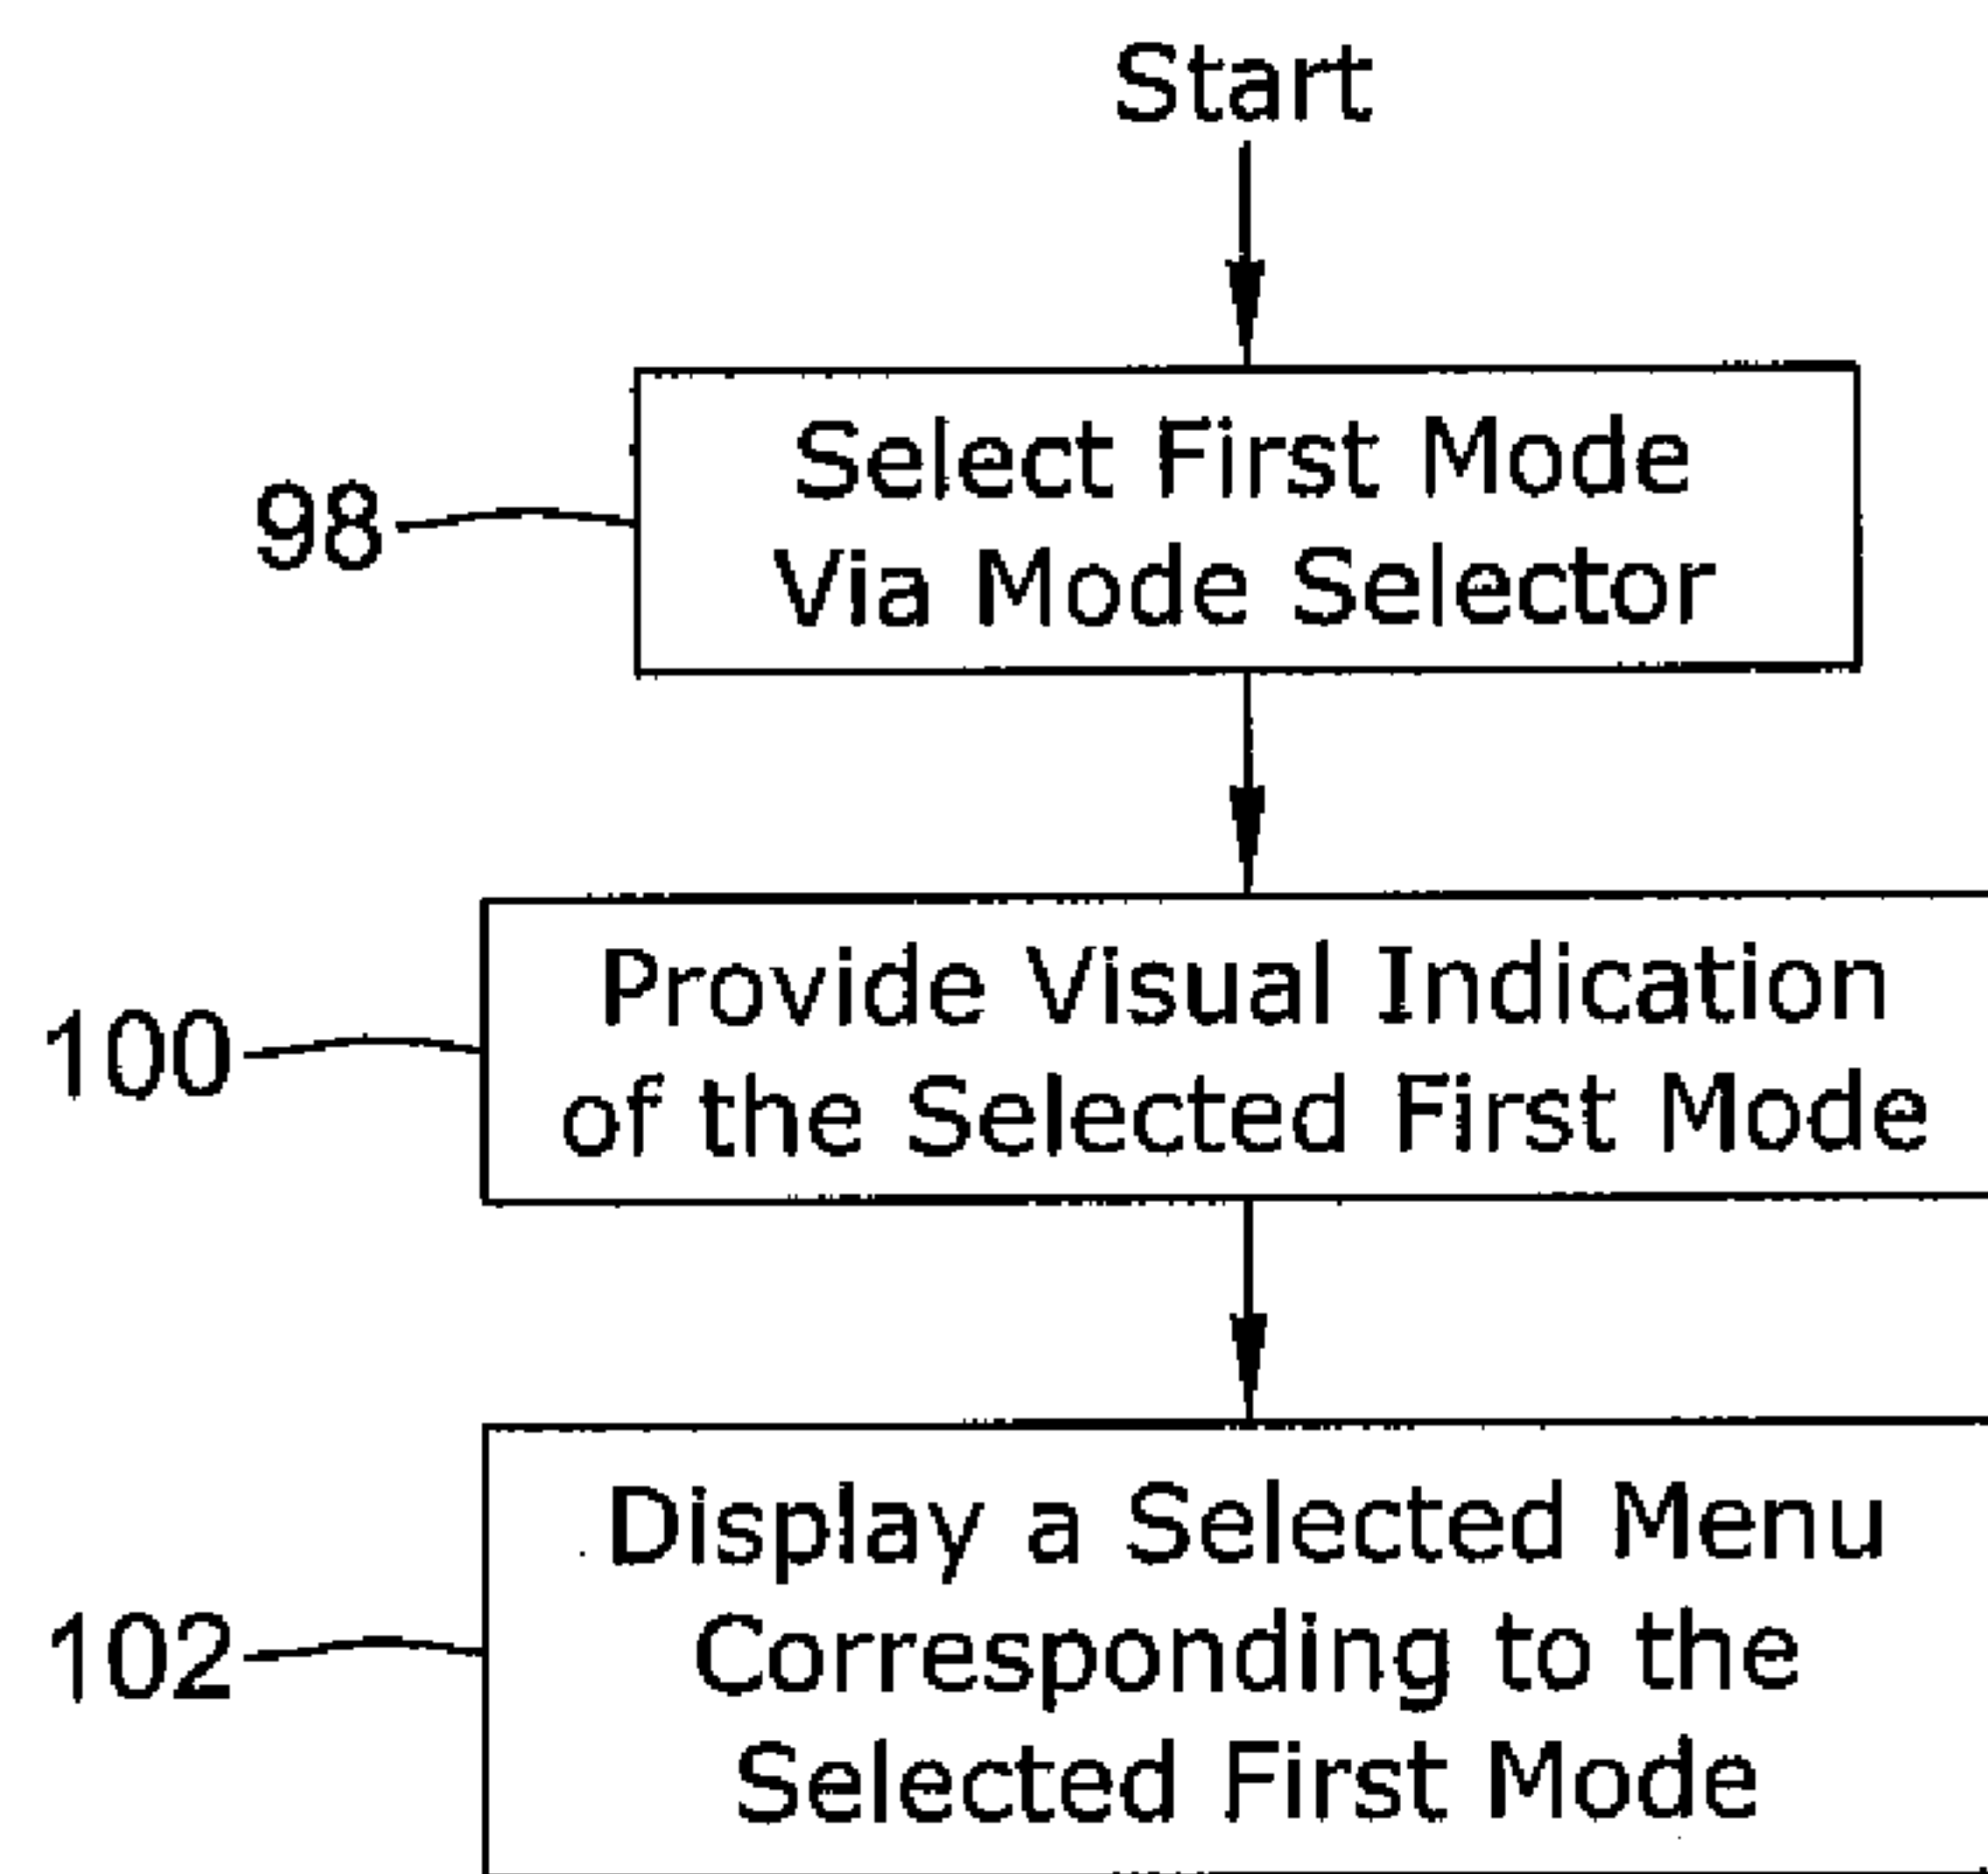 Start
Select First Mode
Via Mode Selector
98
Provide Visual Indication
of the Selected First Mode
100
Display a Selected Menu
Corresponding to the
Selected First Mode
102